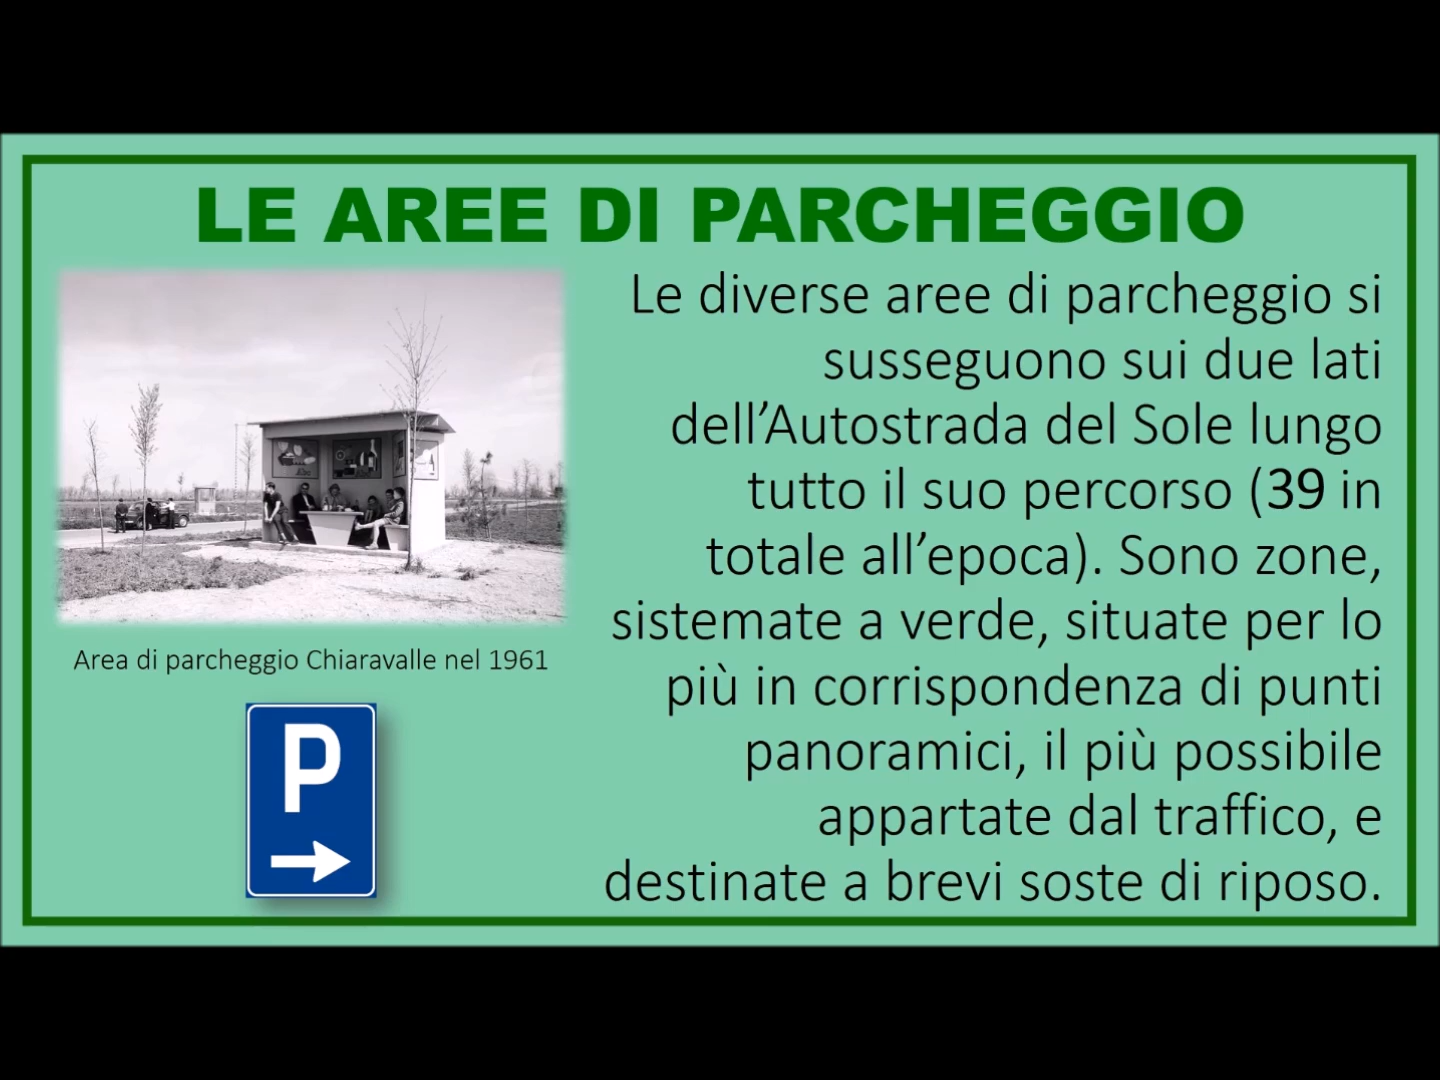 LE AREE DI PARCHEGGIO
Le diverse aree di parcheggio si
susseguono sui due lati
dell’Autostrada del Sole lungo
tutto il suo percorso (39 in
totale all’epoca). Sono zone,
sistemate a verde, situate per lo
più in corrispondenza di punti
panoramici, il più possibile
appartate dal traffico, e
destinate a brevi soste di riposo.
Area di parcheggio Chiaravalle nel 1961
P